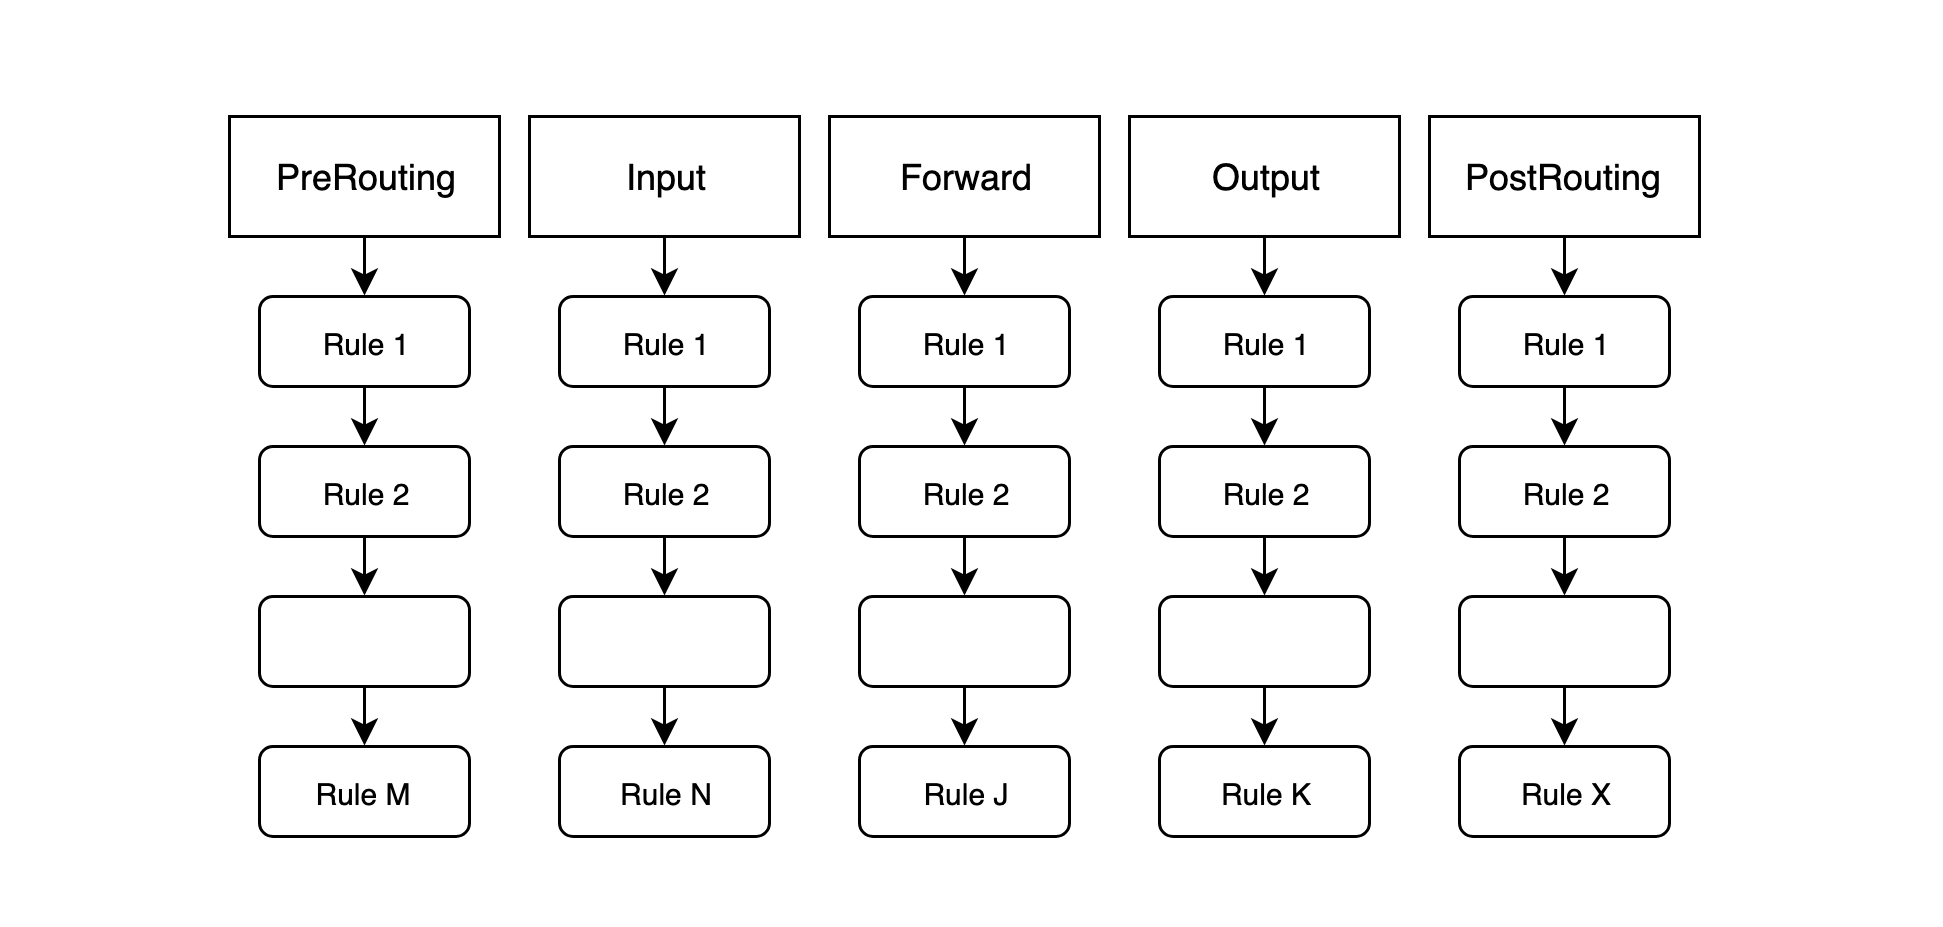 PreRouting
Input
Forward
Output
PostRouting
Rule 1
Rule 1
Rule 1
Rule 1
Rule 1
Rule 2
Rule 2
Rule 2
Rule 2
Rule 2
Rule M
Rule N
Rule J
Rule K
Rule X